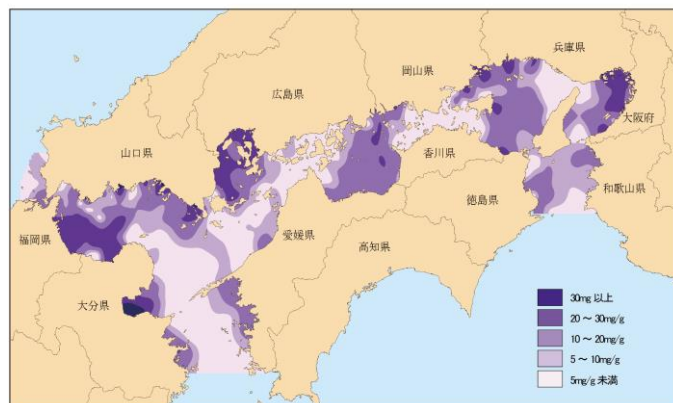 兵庫県
岡山県
広島県
大阪府
山口県
香川県
和歌山県
徳島県
福岡県
愛媛県
高知県
大分県
30mg 以上
20～30mg/g
10～20mg/g
5～10mg/g
5mg/g 未満